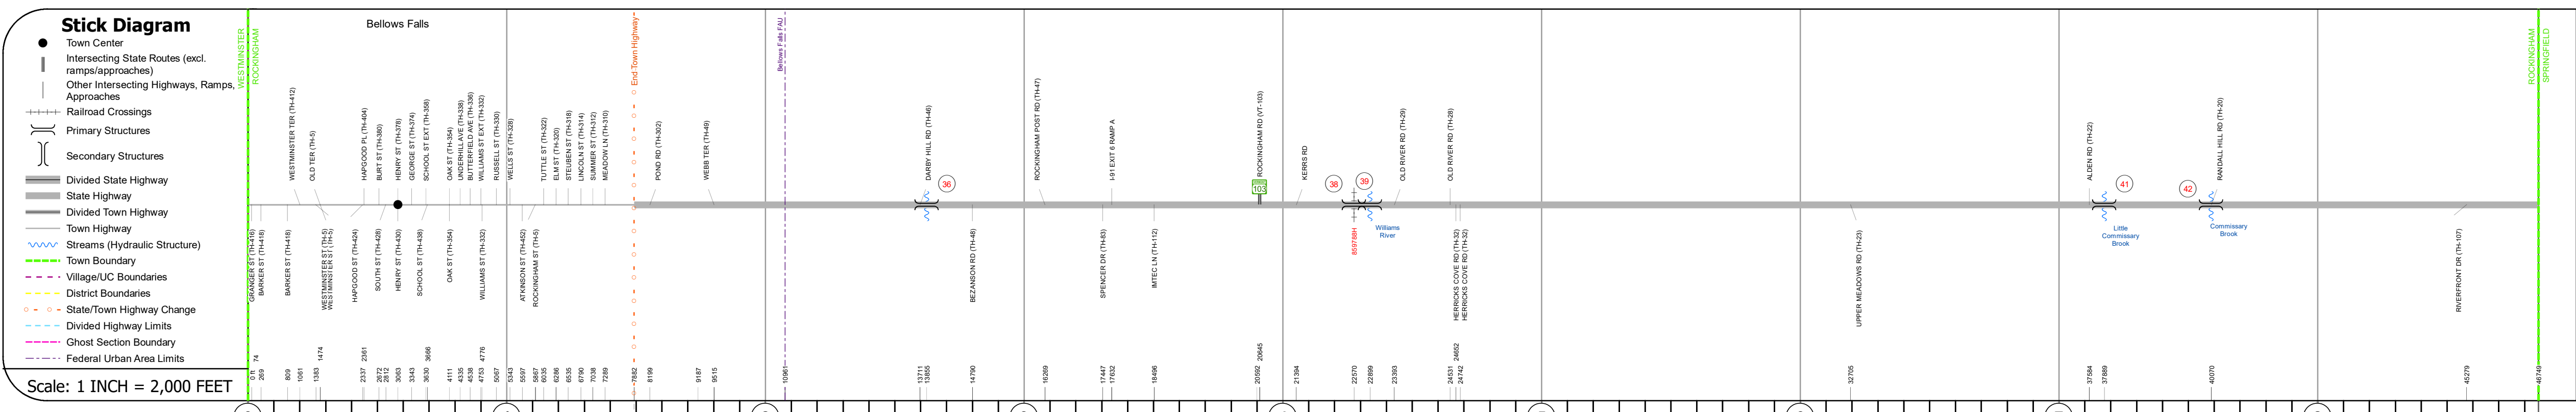 Stick Diagram
Town Center
Intersecting State Routes (excl.
ramps/approaches)
Other Intersecting Highways, Ramps,
Approaches
Railroad Crossings
Primary Structures
Secondary Structures
Divided State Highway
State Highway
Divided Town Highway
Town Highway
Streams (Hydraulic Structure)
Town Boundary
Village/UC Boundaries
District Boundaries
State/Town Highway Change
Divided Highway Limits
Ghost Section Boundary
Federal Urban Area Limits
Scale: 1 INCH = 2,000 FEET
WESTMINSTER
ROCKINGHAM
Bellows Falls
End Town Highway
Bellows Falls FAU
ROCKINGHAM
SPRINGFIELD
WESTMINSTER TER (TH-412)
OLD TER (TH-5)
HAPGOOD PL (TH-404)
BURT ST (TH-380)
HENRY ST (TH-378)
GEORGE ST (TH-374)
SCHOOL ST EXT (TH-358)
OAK ST (TH-354)
UNDERHILL AVE (TH-338)
BUTTERFIELD AVE (TH-336)
WILLIAMS ST EXT (TH-332)
RUSSELL ST (TH-330)
WELLS ST (TH-328)
TUTTLE ST (TH-322)
ELM ST (TH-320)
STEUBEN ST (TH-318)
LINCOLN ST (TH-314)
SUMMER ST (TH-312)
MEADOW LN (TH-310)
POND RD (TH-302)
WEBB TER (TH-49)
DARBY HILL RD (TH-46)
36
ROCKINGHAM POST RD (TH-47)
I-91 EXIT 6 RAMP A
ROCKINGHAM RD (VT-103)
103
KERRS RD
38
39
OLD RIVER RD (TH-29)
OLD RIVER RD (TH-28)
ALDEN RD (TH-22)
41
42
RANDALL HILL RD (TH-20)
GRANGER ST (TH-416)
BARKER ST (TH-418)
BARKER ST (TH-418)
WESTMINSTER ST (TH-5)
WESTMINSTER ST (TH-5)
HAPGOOD ST (TH-424)
SOUTH ST (TH-428)
HENRY ST (TH-430)
SCHOOL ST (TH-438)
OAK ST (TH-354)
WILLIAMS ST (TH-332)
ATKINSON ST (TH-452)
ROCKINGHAM ST (TH-5)
BEZANSON RD (TH-48)
SPENCER DR (TH-83)
IMTEC LN (TH-112)
859788H
Williams
River
HERRICKS COVE RD (TH-32)
HERRICKS COVE RD (TH-32)
UPPER MEADOWS RD (TH-23)
Little
Commissary
Brook
Commissary
Brook
RIVERFRONT DR (TH-107)
0 ft
74
269
809
1061
1383
1474
2337
2361
2672
2812
3063
3343
3630
3666
4111
4335
4538
4753
4776
5067
5343
5597
5867
6035
6286
6535
6790
7038
7289
7882
8199
9187
9515
13711
13855
14790
16269
17447
17632
18496
20592
20645
21394
22570
22899
23393
24531
24652
24742
32705
37584
37889
40070
45279
46749